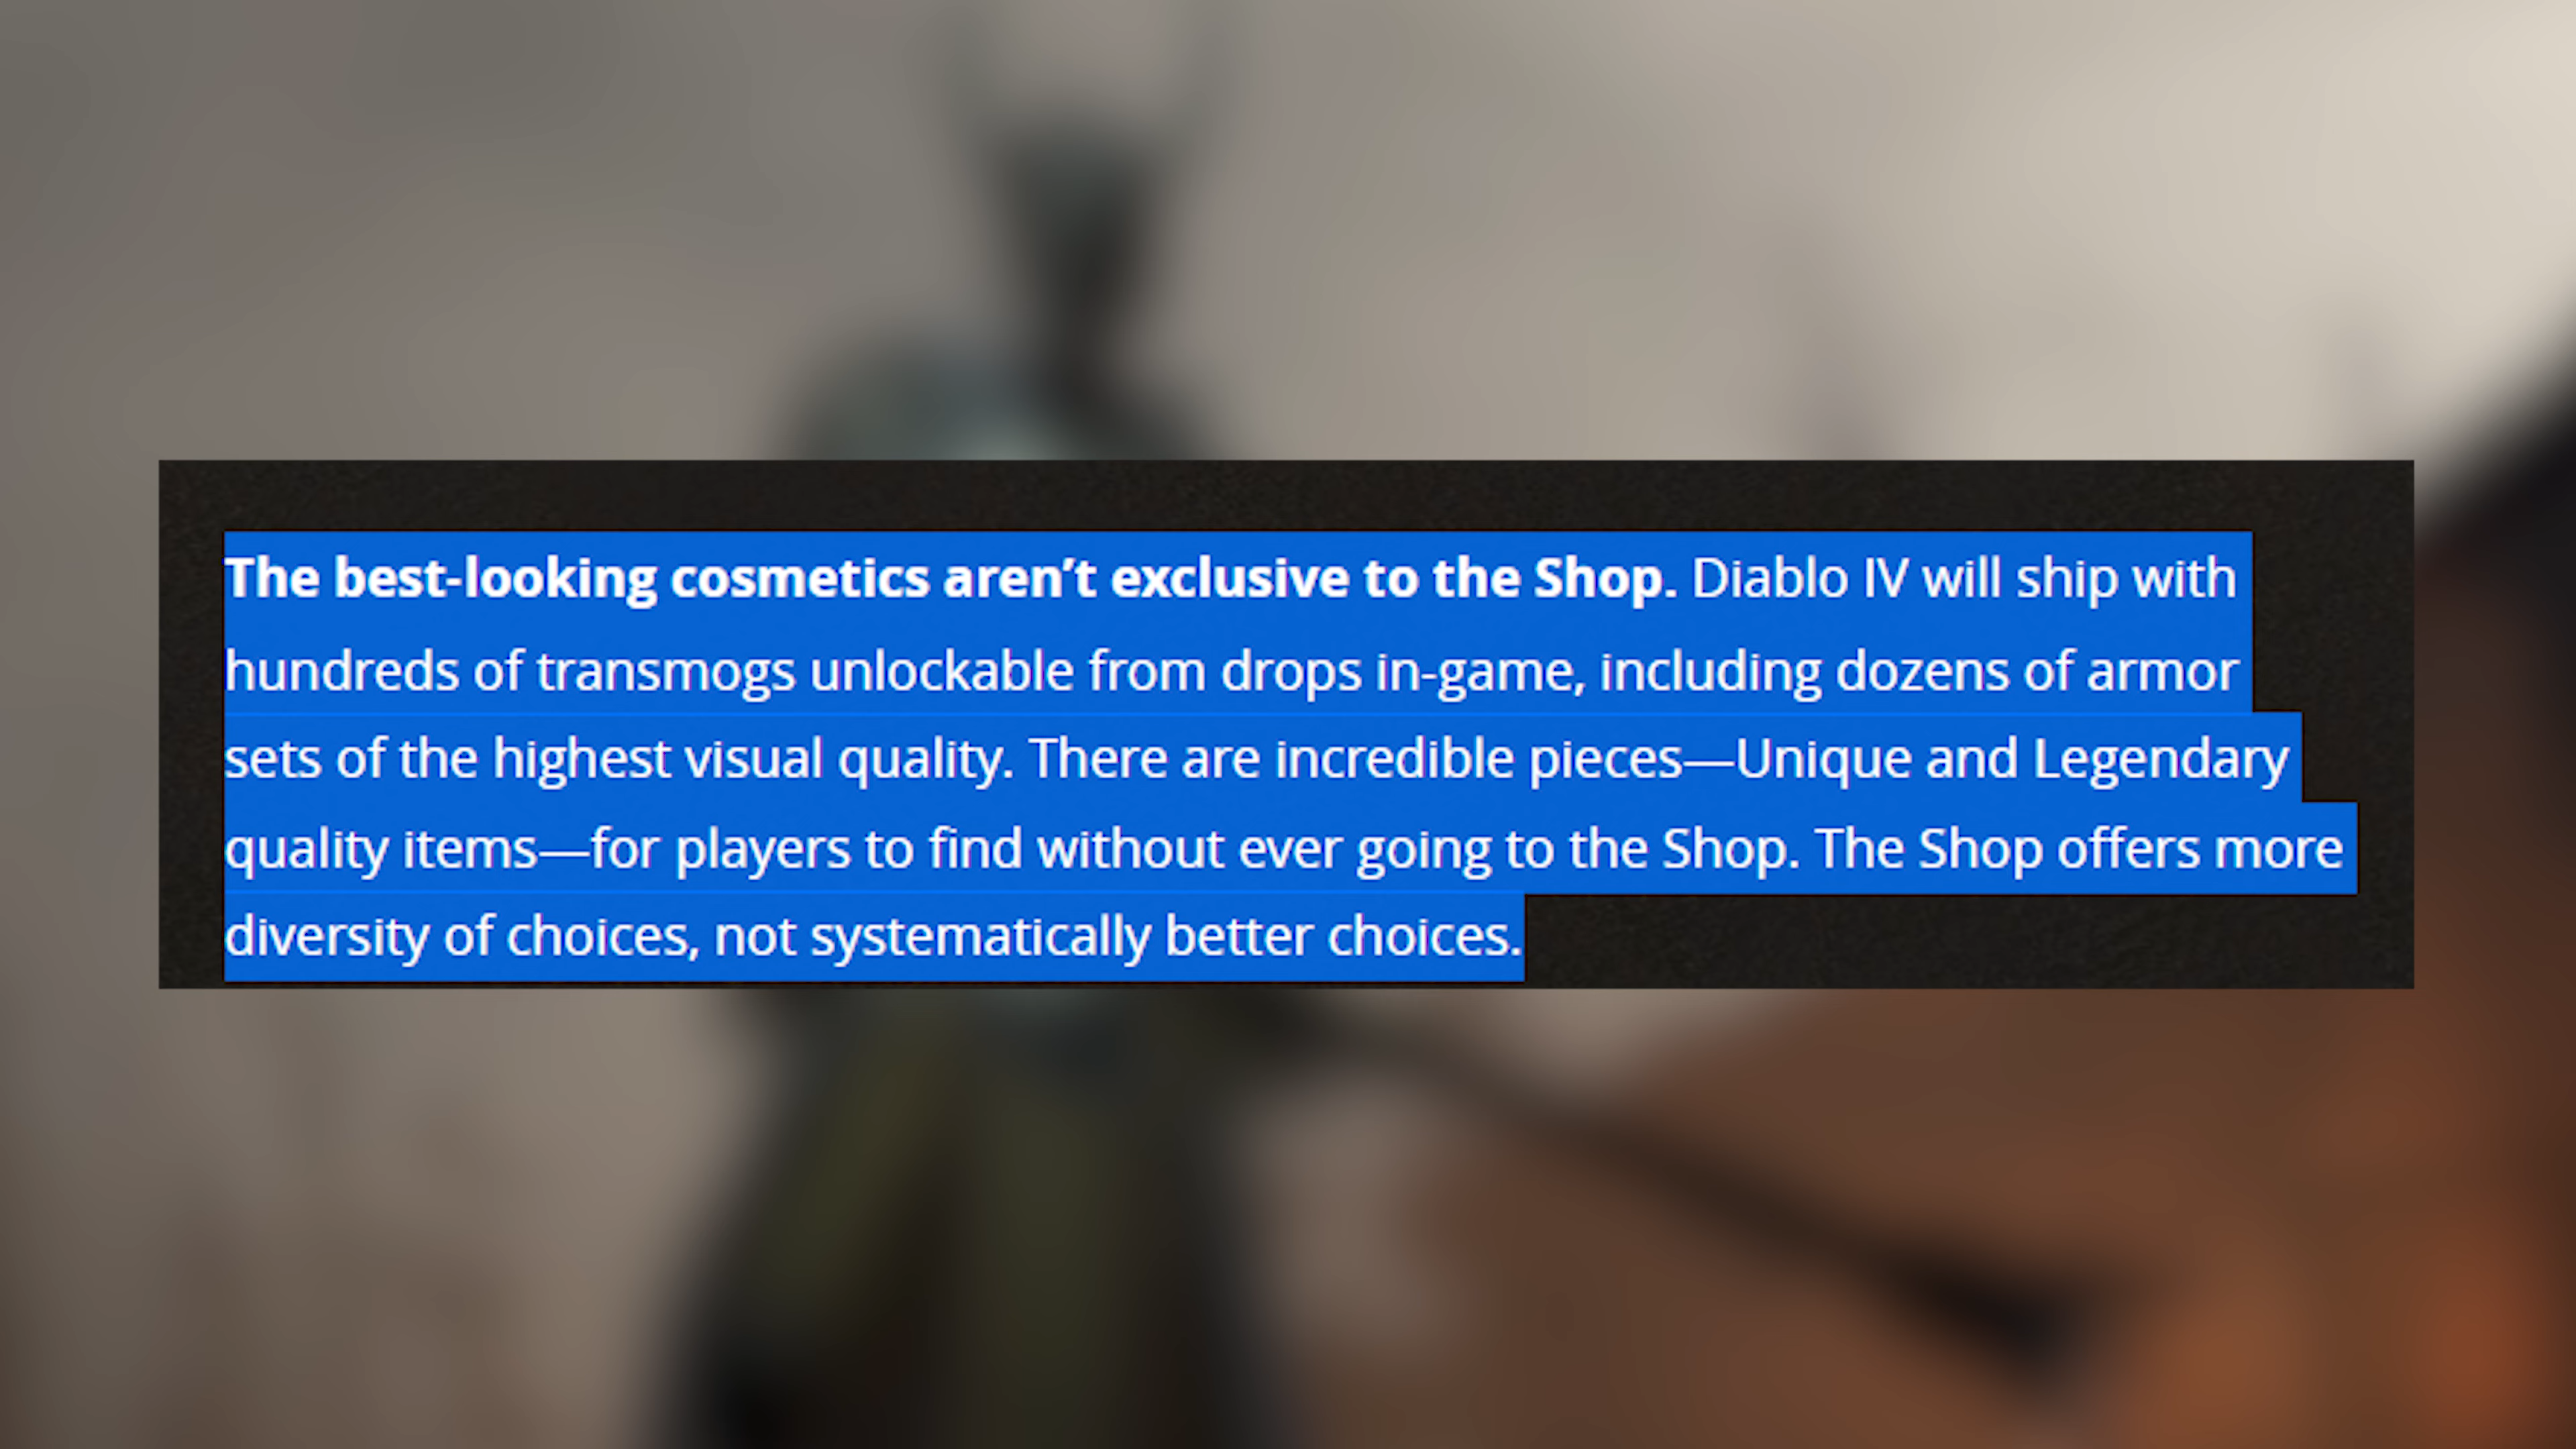 The best-looking cosmetics aren’t exclusive to the Shop. Diablo IV will ship with
hundreds of transmogs unlockable from drops in-game, including dozens of armor
sets of the highest visual quality. There are incredible pieces—Unique and Legendary
quality items—for players to find without ever going to the Shop. The Shop offers more
diversity of choices, not systematically better choices.